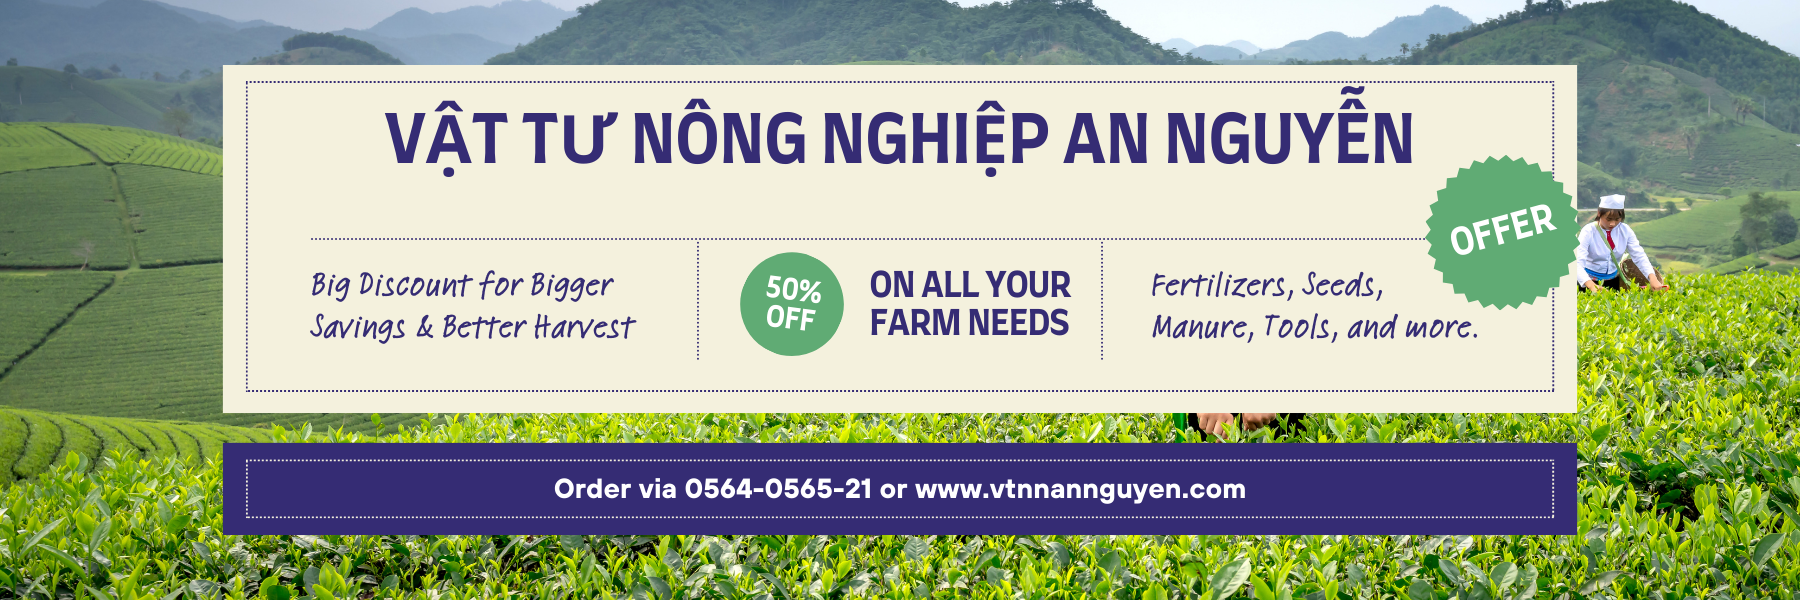 VẬT TƯ NÔNG NGHIỆP AN NGUYỄN
OFFER
Big Discount for Bigger
Savings & Better Harvest
50%
OFF
ON ALL YOUR
FARM NEEDS
Fertilizers, Seeds,
Manure, Tools, and more.
Order via 0564-0565-21 or www.vtnnannguyen.com